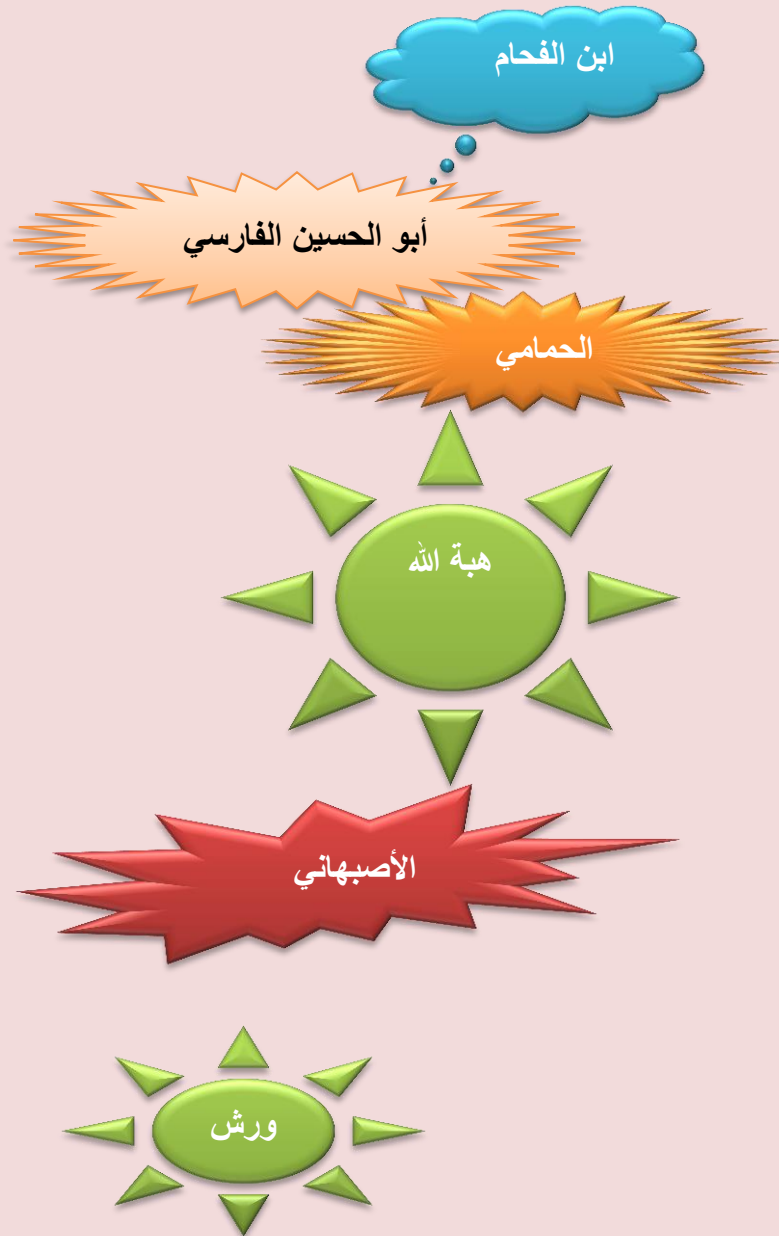 ابن الفحام
أبو الحسين الفارسي
الحمامي
هبة الله
الأصبهاني
ورش